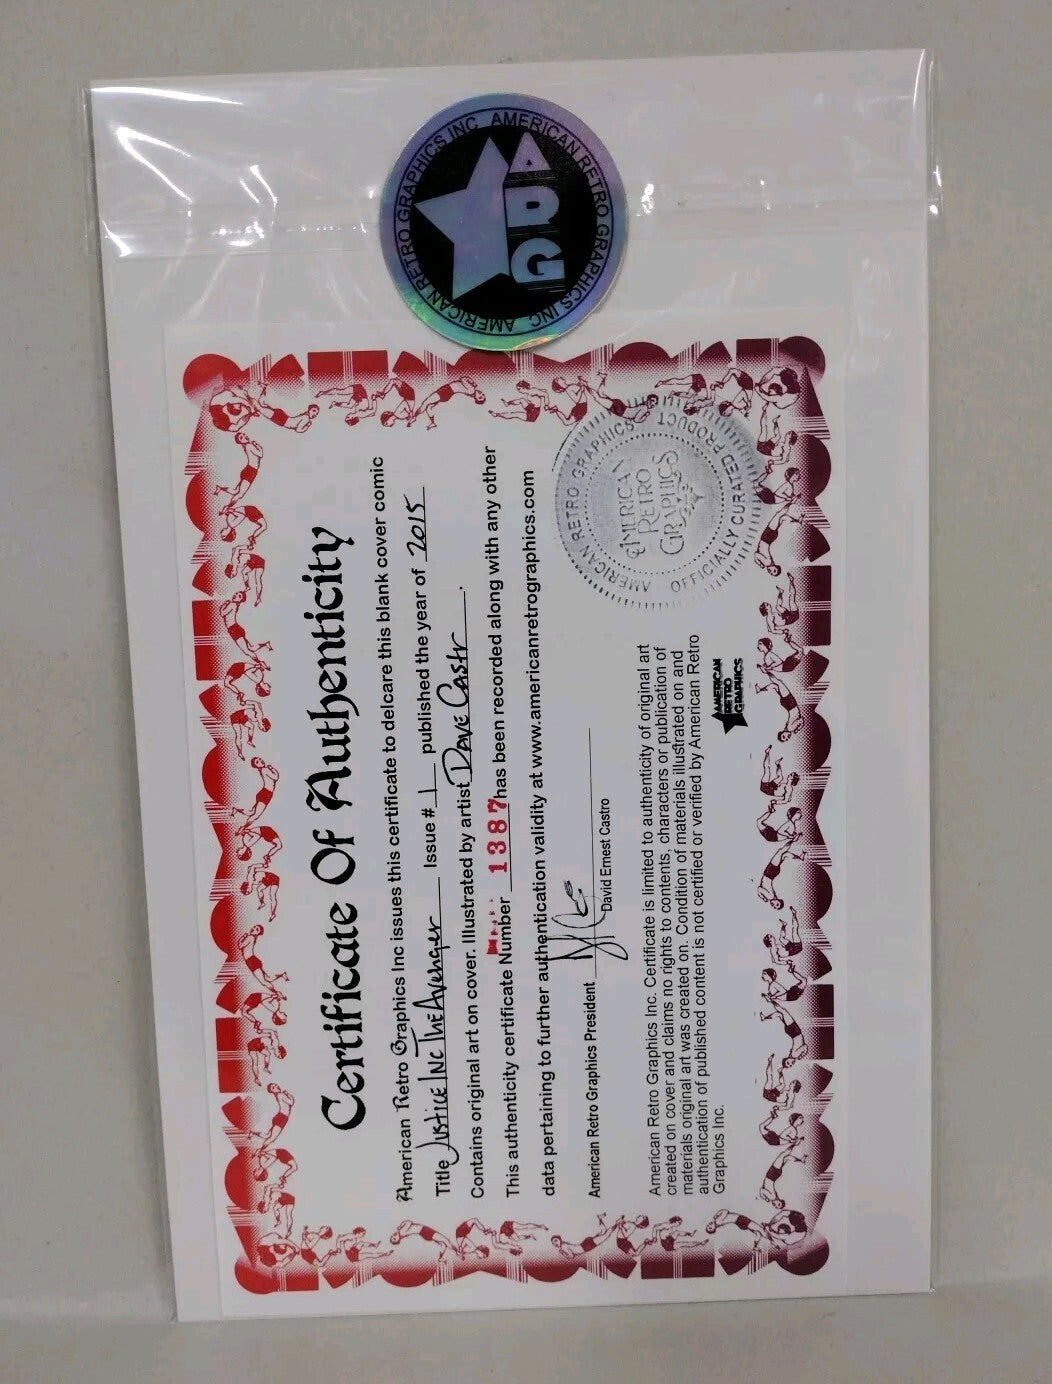 AMERICAN RETRO GRAPHICS INC. AMERICAN RETRO GRAPHICS INC.
ARG
Certificate Of Authenticity
American Retro Graphics Inc issues this certificate to delcare this blank cover comic
Title Justice Inc The Avenger Issue # 1 published the year of 2015
Contains original art on cover. Illustrated by artist Dave Castr.
This authenticity certificate Number 1387 has been recorded along with any other
data pertaining to further authentication validity at www.americanretrographics.com
American Retro Graphics President
David Ernest Castro
AMERICAN RETRO GRAPHICS
OFFICIALLY CURATED PRODUCT
AMERICAN
RETRO
GRAPHICS
American Retro Graphics Inc. Certificate is limited to authenticity of original art
created on cover and claims no rights to contents, characters or publication of
materials original art was created on. Condition of materials illustrated on and
authentication of published content is not certified or verified by American Retro
Graphics Inc.
AMERICAN
RETRO
GRAPHICS